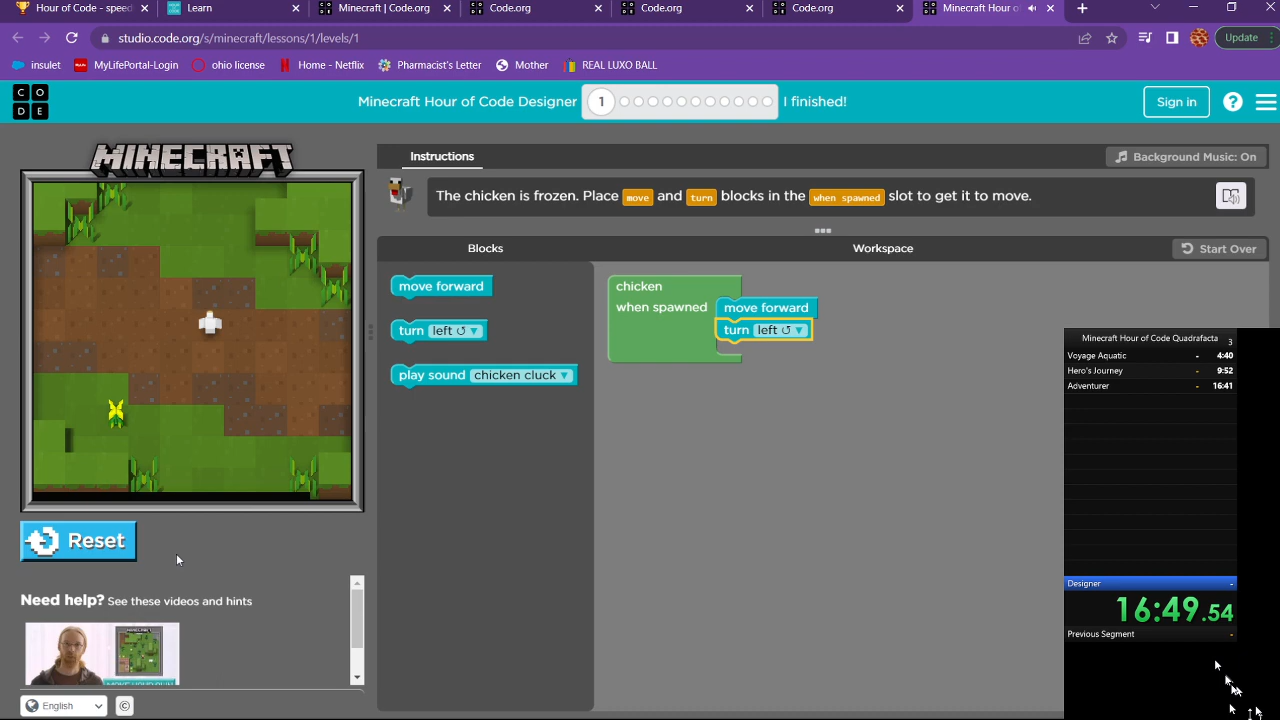 Hour of Code - speed
Learn
Minecraft | Code.org
Code.org
Code.org
Code.org
Minecraft Hour of
studio.code.org/s/minecraft/lessons/1/levels/1
Update
insulet
MyLifePortal-Login
ohio license
Home - Netflix
Pharmacist's Letter
Mother
REAL LUXO BALL
C O D E
Minecraft Hour of Code Designer
1
I finished!
Sign in
?
MINECRAFT
Instructions
Background Music: On
The chicken is frozen. Place move and turn blocks in the when spawned slot to get it to move.
Blocks
Workspace
Start Over
move forward
turn left ↺ ▼
play sound chicken cluck ▼
chicken
when spawned
move forward
turn left ↺ ▼
Reset
Need help? See these videos and hints
English
©
Minecraft Hour of Code Quadrafacta 3
Voyage Aquatic - 4:40
Hero's Journey - 9:52
Adventurer - 16:41
Designer -
16:49.54
Previous Segment -